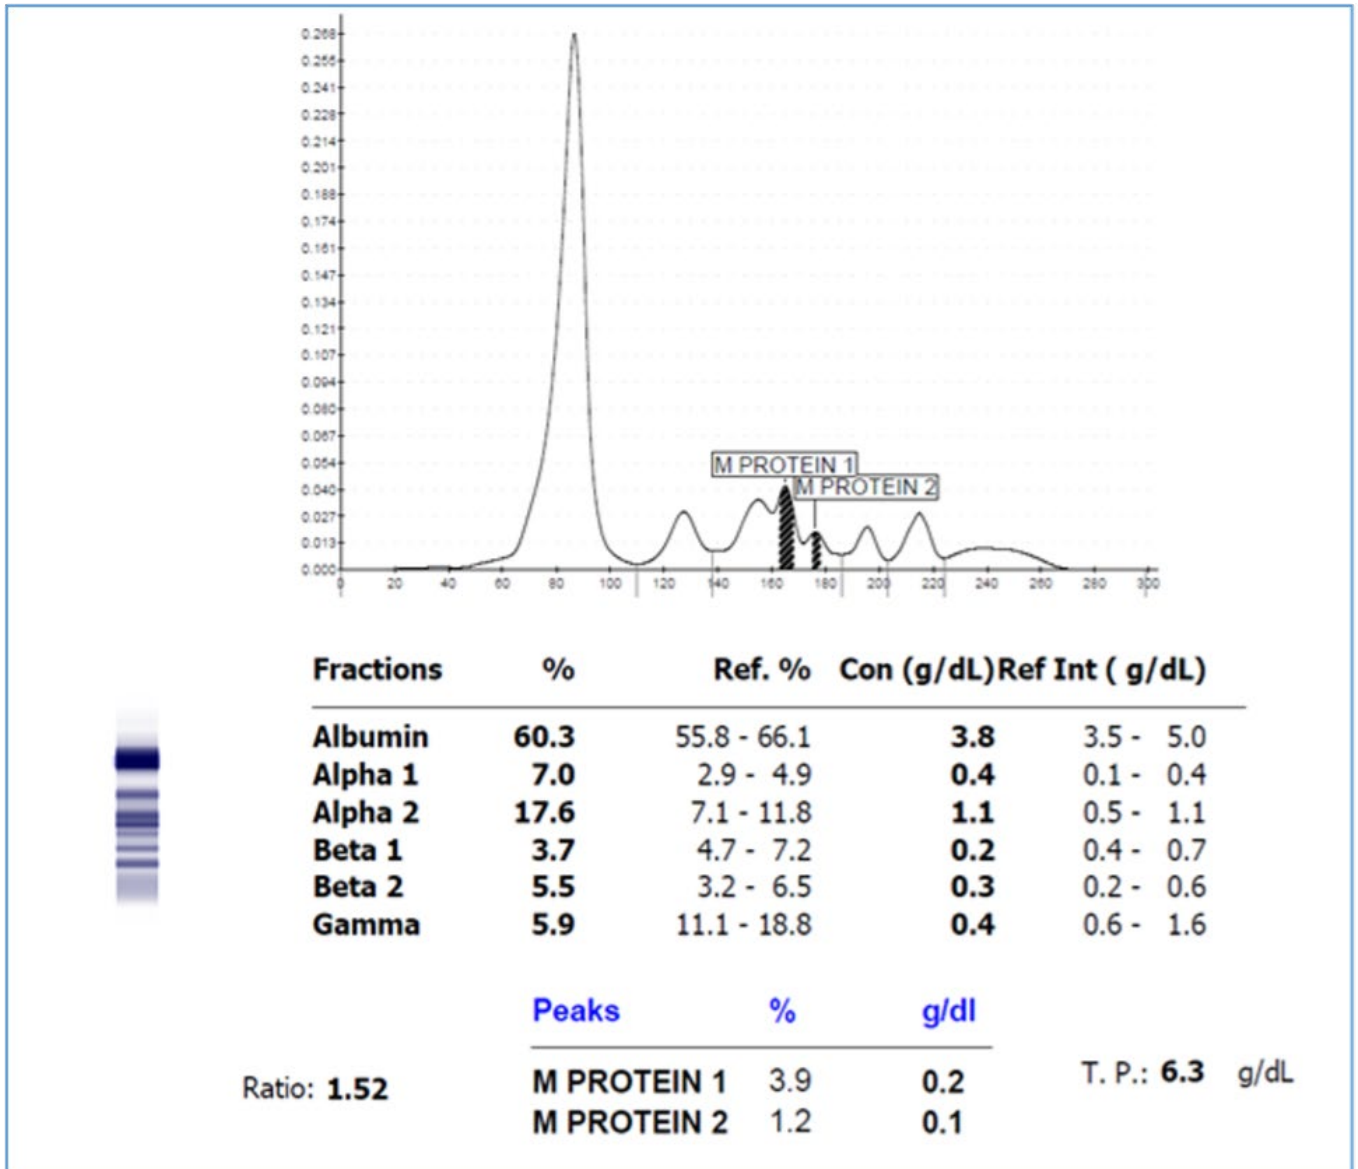 0.268
0.255
0.241
0.228
0.214
0.201
0.188
0.174
0.161
0.147
0.134
0.121
0.107
0.094
0.080
0.067
0.054
0.040
0.027
0.013
0.000
M PROTEIN 1
M PROTEIN 2
0 20 40 60 80 100 120 140 160 180 200 220 240 260 280 300
Fractions % Ref. % Con (g/dL) Ref Int ( g/dL)
Albumin 60.3 55.8 - 66.1 3.8 3.5 - 5.0
Alpha 1 7.0 2.9 - 4.9 0.4 0.1 - 0.4
Alpha 2 17.6 7.1 - 11.8 1.1 0.5 - 1.1
Beta 1 3.7 4.7 - 7.2 0.2 0.4 - 0.7
Beta 2 5.5 3.2 - 6.5 0.3 0.2 - 0.6
Gamma 5.9 11.1 - 18.8 0.4 0.6 - 1.6
Peaks % g/dl
M PROTEIN 1 3.9 0.2
M PROTEIN 2 1.2 0.1
Ratio: 1.52
T. P.: 6.3 g/dL